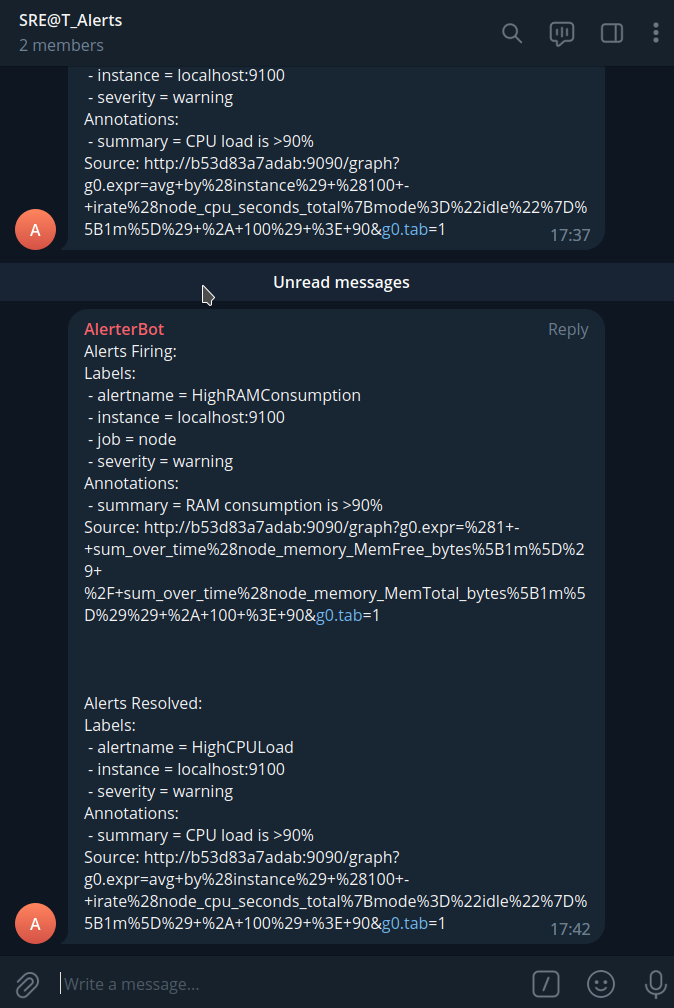 SRE@T_Alerts
2 members
- instance = localhost:9100
- severity = warning
Annotations:
- summary = CPU load is >90%
Source: http://b53d83a7adab:9090/graph?
g0.expr=avg+by%28instance%29+%28100+-
+irate%28node_cpu_seconds_total%7Bmode%3D%22idle%22%7D%
5B1m%5D%29+%2A+100%29+%3E+90&g0.tab=1
A
17:37
Unread messages
AlerterBot
Reply
Alerts Firing:
Labels:
- alertname = HighRAMConsumption
- instance = localhost:9100
- job = node
- severity = warning
Annotations:
- summary = RAM consumption is >90%
Source: http://b53d83a7adab:9090/graph?g0.expr=%281+-
+sum_over_time%28node_memory_MemFree_bytes%5B1m%5D%2
9+
%2F+sum_over_time%28node_memory_MemTotal_bytes%5B1m%5
D%29%29+%2A+100+%3E+90&g0.tab=1
Alerts Resolved:
Labels:
- alertname = HighCPULoad
- instance = localhost:9100
- severity = warning
Annotations:
- summary = CPU load is >90%
Source: http://b53d83a7adab:9090/graph?
g0.expr=avg+by%28instance%29+%28100+-
+irate%28node_cpu_seconds_total%7Bmode%3D%22idle%22%7D%
5B1m%5D%29+%2A+100%29+%3E+90&g0.tab=1
A
17:42
Write a message...